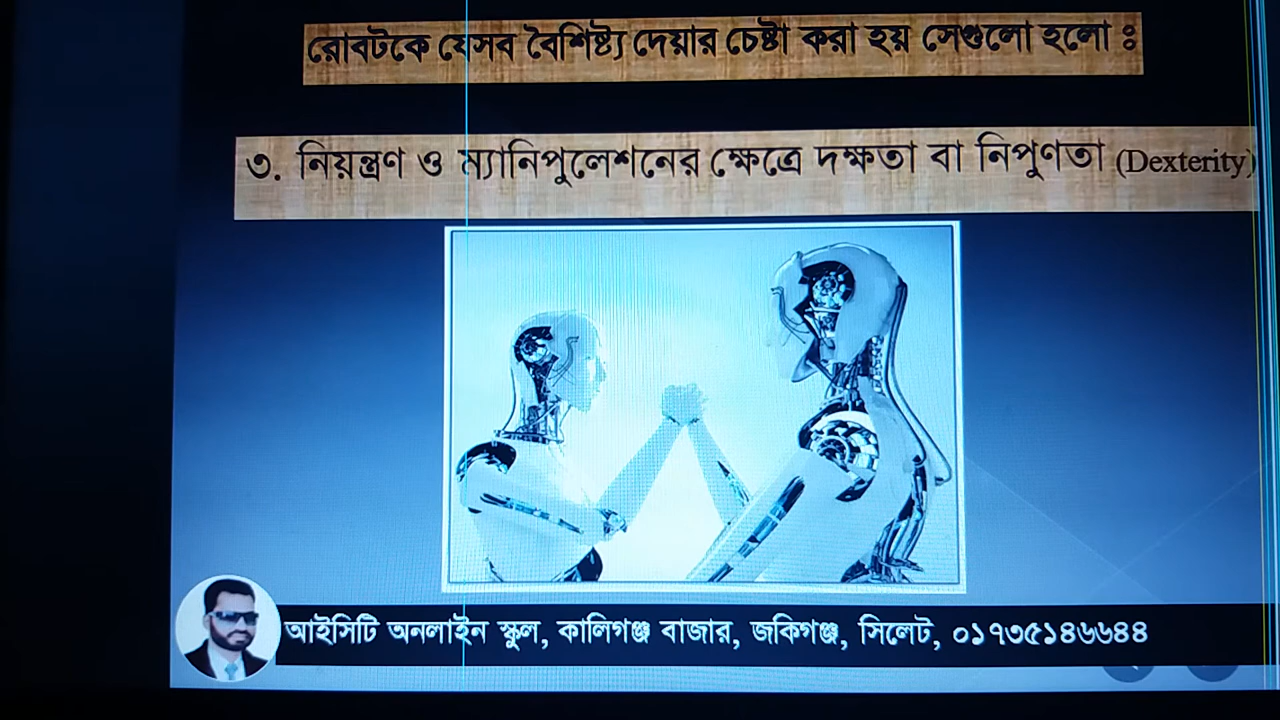 রোবটকে যেসব বৈশিষ্ট্য দেয়ার চেষ্টা করা হয় সেগুলো হলো ঃ
৩. নিয়ন্ত্রণ ও ম্যানিপুলেশনের ক্ষেত্রে দক্ষতা বা নিপুণতা (Dexterity)
আইসিটি অনলাইন স্কুল, কালিগঞ্জ বাজার, জকিগঞ্জ, সিলেট, ০১৭৩৫১৪৬৬৪৪